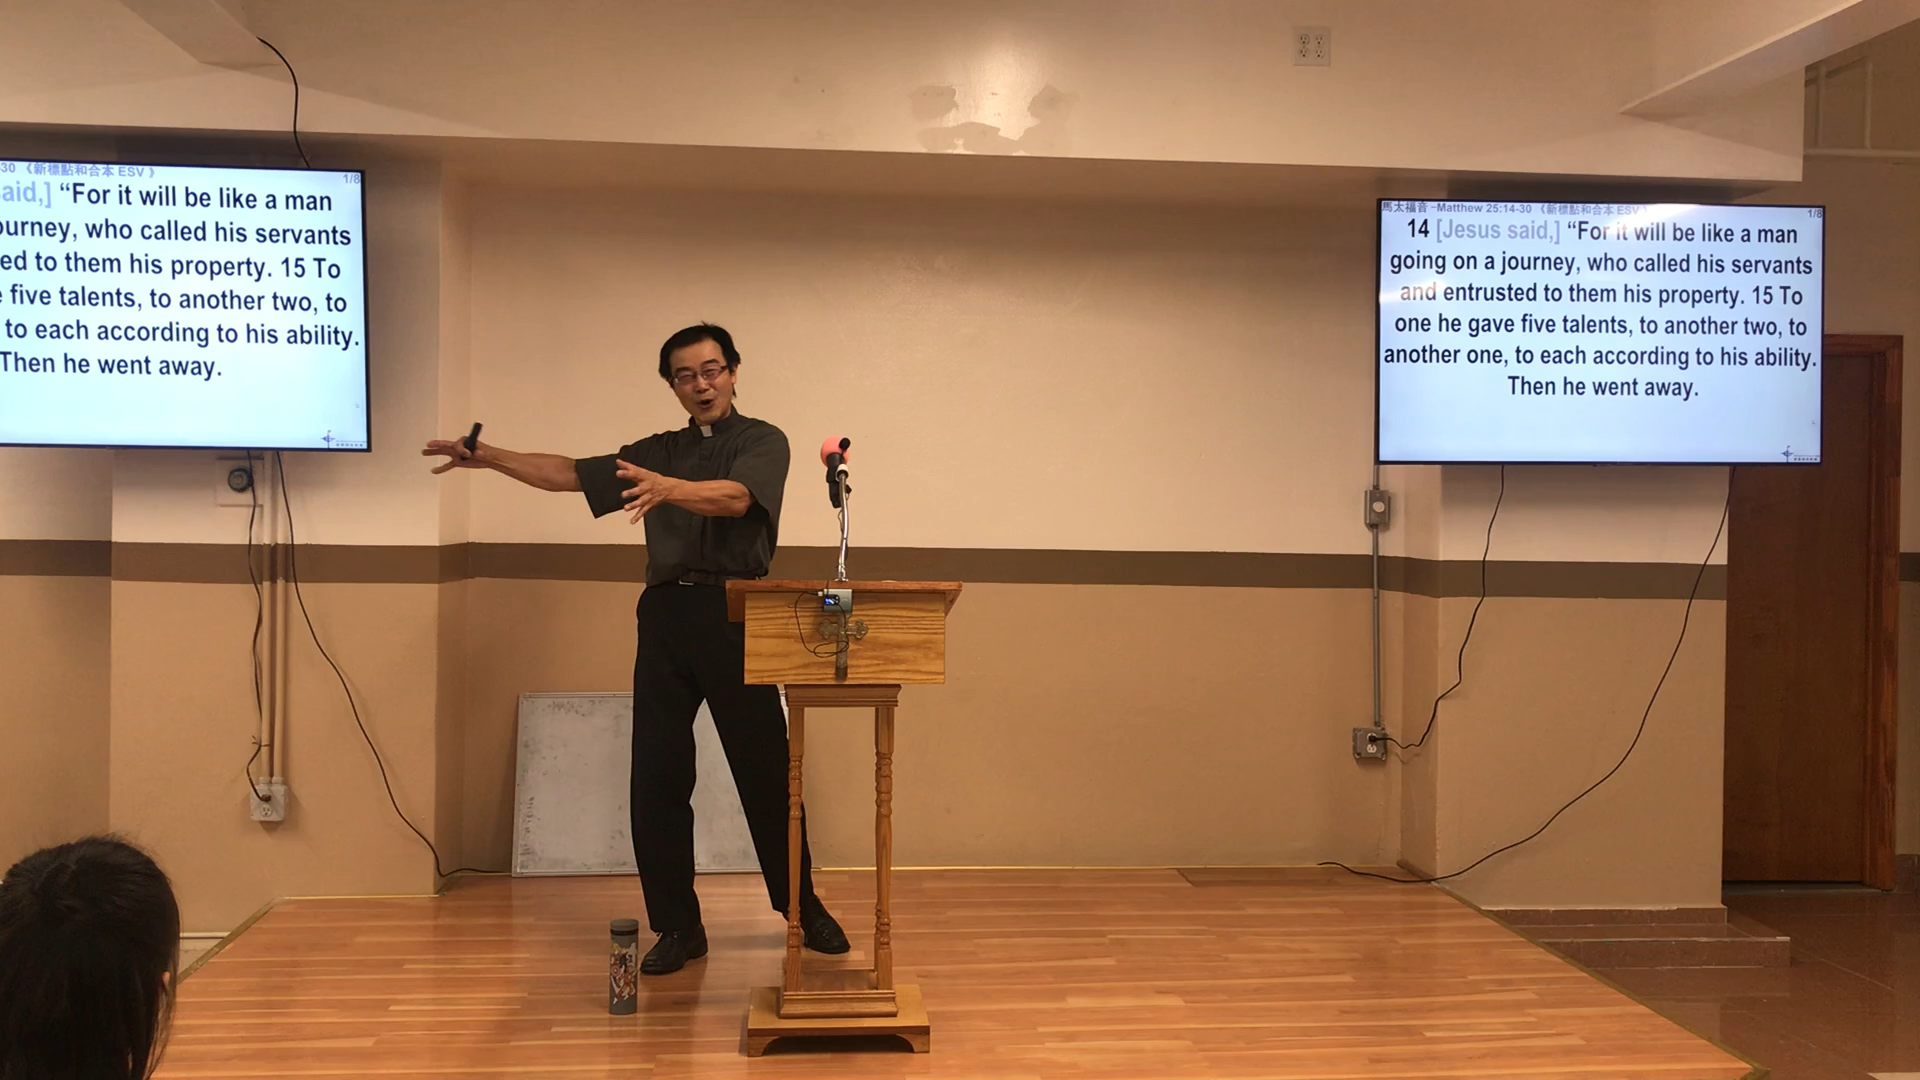 -30 《新標點和合本 ESV 》
1/8
said,] “For it will be like a man
ourney, who called his servants
ed to them his property. 15 To
e five talents, to another two, to
to each according to his ability.
Then he went away.
馬太福音 –Matthew 25:14-30 《新標點和合本 ESV 》
1/8
14 [Jesus said,] “For it will be like a man
going on a journey, who called his servants
and entrusted to them his property. 15 To
one he gave five talents, to another two, to
another one, to each according to his ability.
Then he went away.